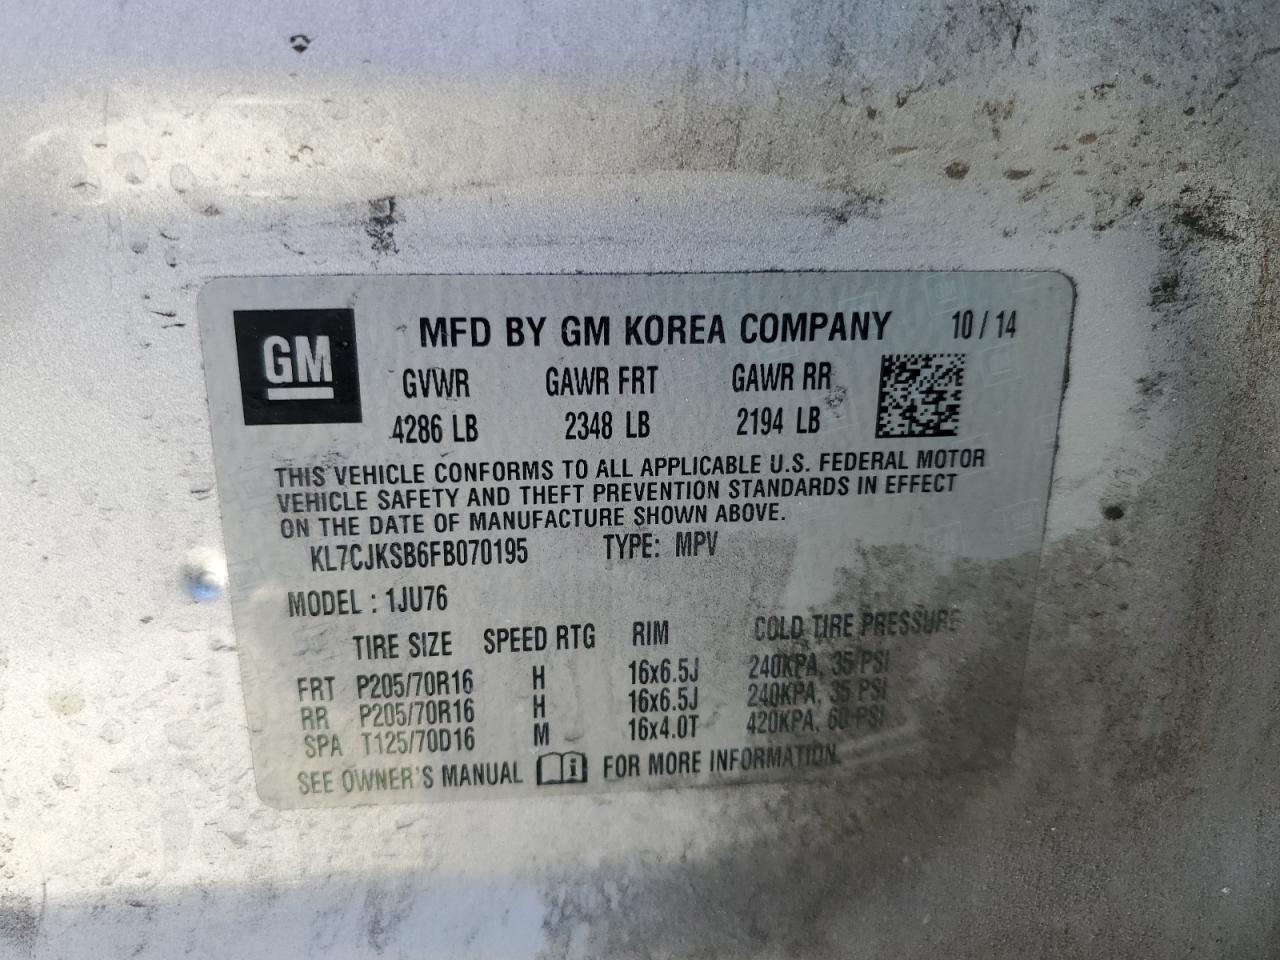 GM
MFD BY GM KOREA COMPANY 10/14
GVWR GAWR FRT GAWR RR
4286 LB 2348 LB 2194 LB
THIS VEHICLE CONFORMS TO ALL APPLICABLE U.S. FEDERAL MOTOR
VEHICLE SAFETY AND THEFT PREVENTION STANDARDS IN EFFECT
ON THE DATE OF MANUFACTURE SHOWN ABOVE.
KL7CJKSB6FB070195 TYPE: MPV
MODEL : 1JU76
TIRE SIZE SPEED RTG RIM COLD TIRE PRESSURE
FRT P205/70R16 H 16x6.5J 240KPA, 35 PSI
RR P205/70R16 H 16x6.5J 240KPA, 35 PSI
SPA T125/70D16 M 16x4.0T 420KPA, 60 PSI
SEE OWNER'S MANUAL FOR MORE INFORMATION.